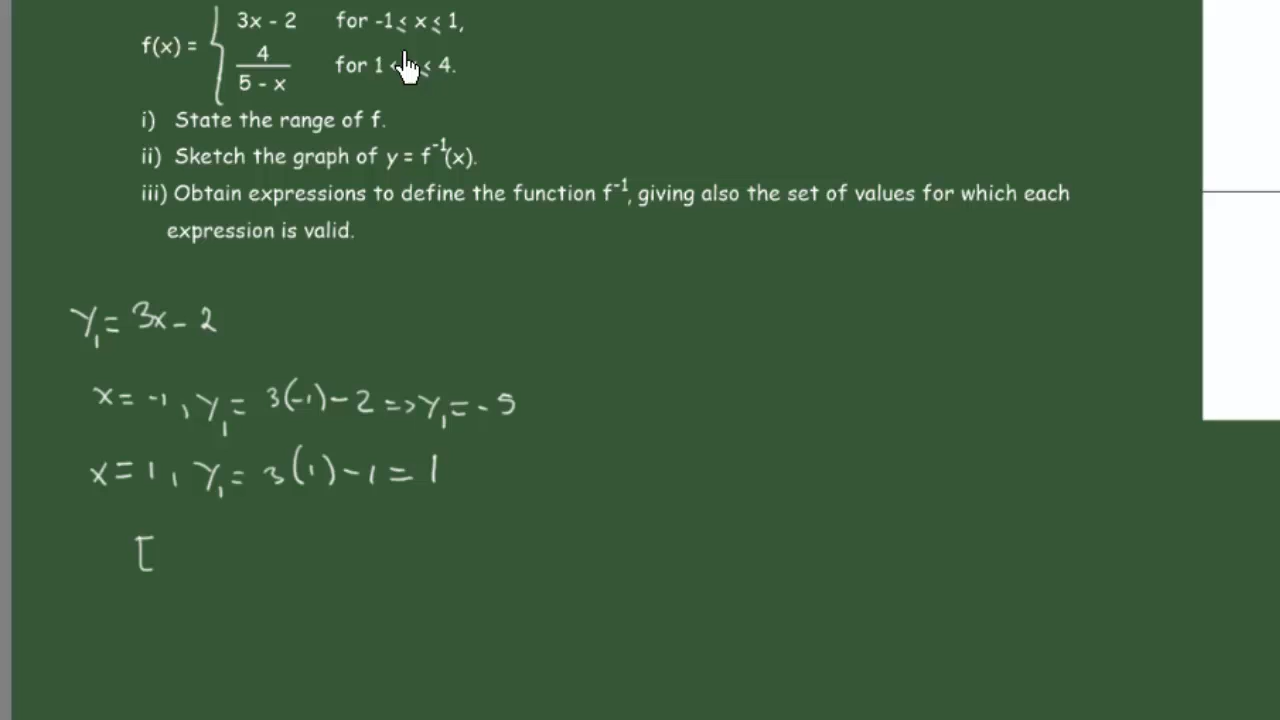 f(x) = { 3x - 2 for -1 ≤ x ≤ 1,
4/(5 - x) for 1 < ≤ 4.
i) State the range of f.
ii) Sketch the graph of y = f⁻¹(x).
iii) Obtain expressions to define the function f⁻¹, giving also the set of values for which each
expression is valid.
y₁ = 3x - 2
x = -1, y₁ = 3(-1) - 2 => y₁ = -5
x = 1, y₁ = 3(1) - 1 = 1
[